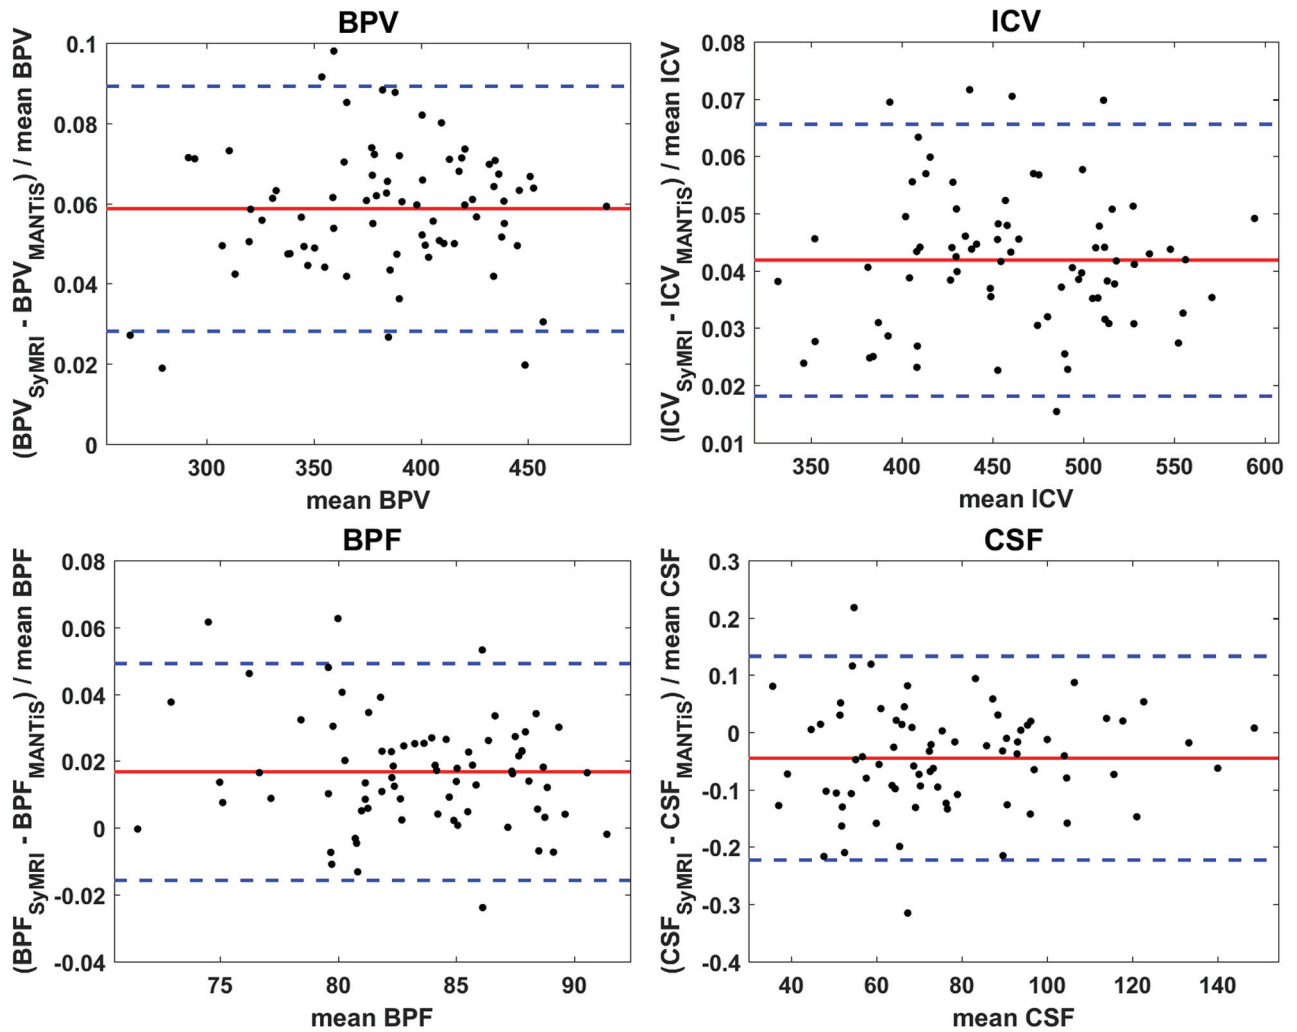 BPV
(BPV_SyMRI - BPV_MANTiS) / mean BPV
0.1
0.08
0.06
0.04
0.02
0
300 350 400 450
mean BPV
ICV
(ICV_SyMRI - ICV_MANTiS) / mean ICV
0.08
0.07
0.06
0.05
0.04
0.03
0.02
0.01
350 400 450 500 550 600
mean ICV
BPF
(BPF_SyMRI - BPF_MANTiS) / mean BPF
0.08
0.06
0.04
0.02
0
-0.02
-0.04
75 80 85 90
mean BPF
CSF
(CSF_SyMRI - CSF_MANTiS) / mean CSF
0.3
0.2
0.1
0
-0.1
-0.2
-0.3
-0.4
40 60 80 100 120 140
mean CSF